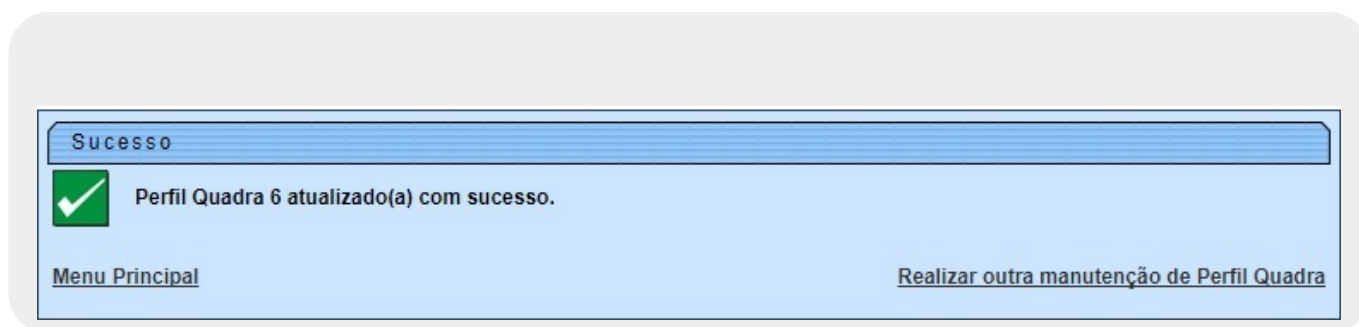 Sucesso
Perfil Quadra 6 atualizado(a) com sucesso.
Menu Principal
Realizar outra manutenção de Perfil Quadra